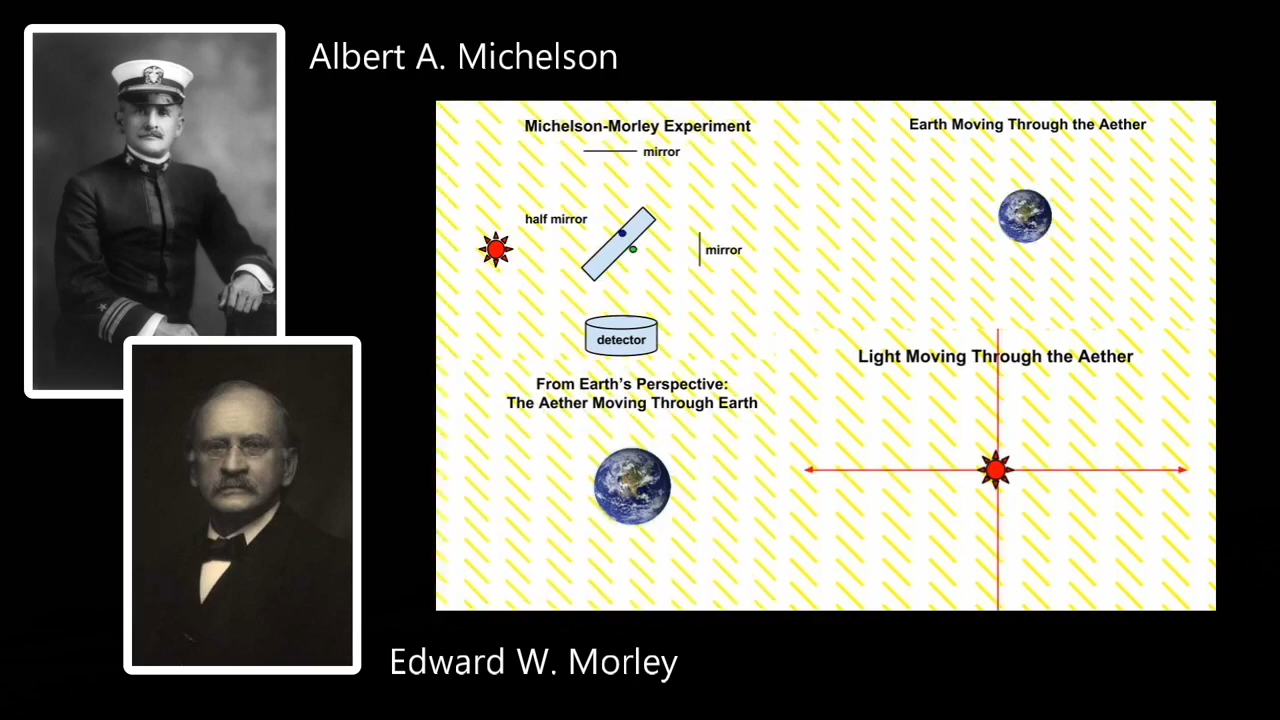 Albert A. Michelson
Michelson-Morley Experiment
mirror
half mirror
mirror
detector
Earth Moving Through the Aether
From Earth's Perspective:
The Aether Moving Through Earth
Light Moving Through the Aether
Edward W. Morley